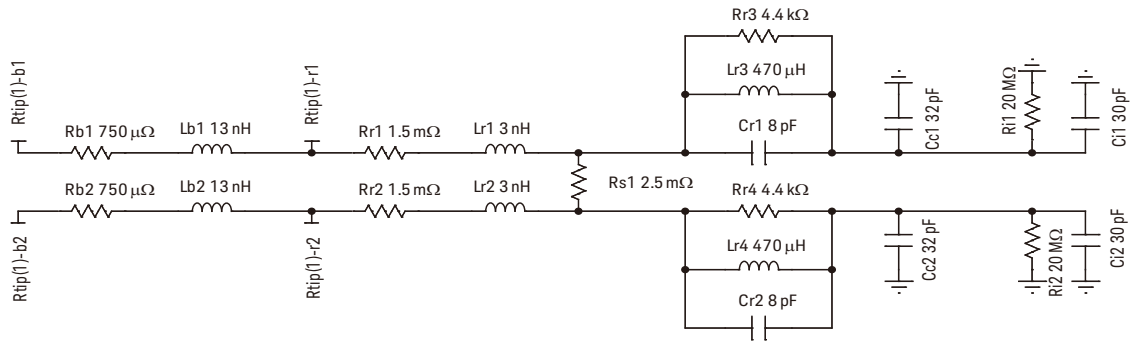 Rr3 4.4 kΩ
Rtip(1)-b1
Rtip(1)-r1
Lr3 470 μH
Cc1 32 pF
Ri1 20 MΩ
Ci1 30 pF
Rb1 750 μΩ
Lb1 13 nH
Rr1 1.5 mΩ
Lr1 3 nH
Cr1 8 pF
Rs1 2.5 mΩ
Rb2 750 μΩ
Lb2 13 nH
Rr2 1.5 mΩ
Lr2 3 nH
Rr4 4.4 kΩ
Rtip(1)-b2
Rtip(1)-r2
Lr4 470 μH
Cc2 32 pF
Ri2 20 MΩ
Ci2 30 pF
Cr2 8 pF